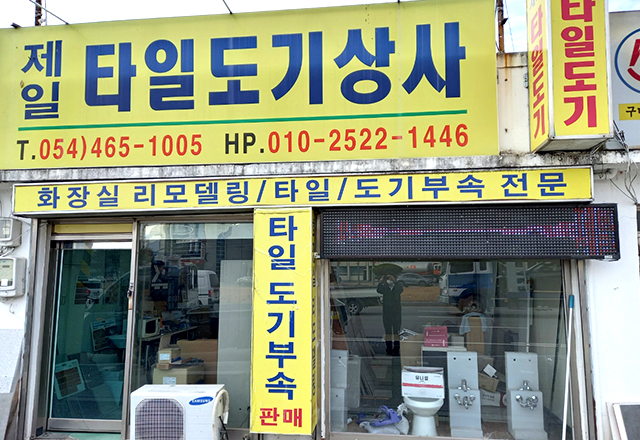 제일 타일도기상사
T.054)465-1005 HP.010-2522-1446
타일도기
구미
화장실 리모델링/타일/도기부속 전문
타일도기부속
판매
SAMSUNG